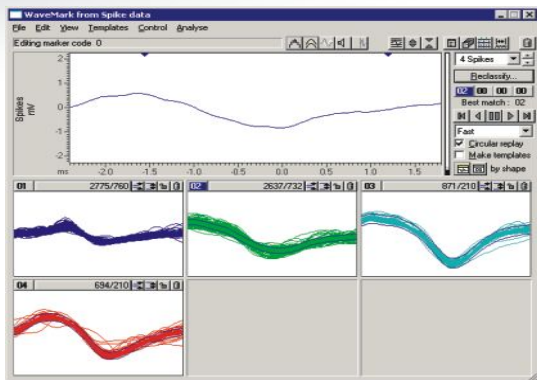 WaveMark from Spike data
File Edit View Templates Control Analyse
Editing marker code 0
4 Spikes
Reclassify...
02 00 00 00
Best match : 02
Fast
Circular replay
Make templates
by shape
Spikes
mV
2
1
0
-1
-2
ms -2.0 -1.5 -1.0 -0.5 0.0 0.5 1.0 1.5
01 2775/760
02 2637/732
03 871/210
04 694/210